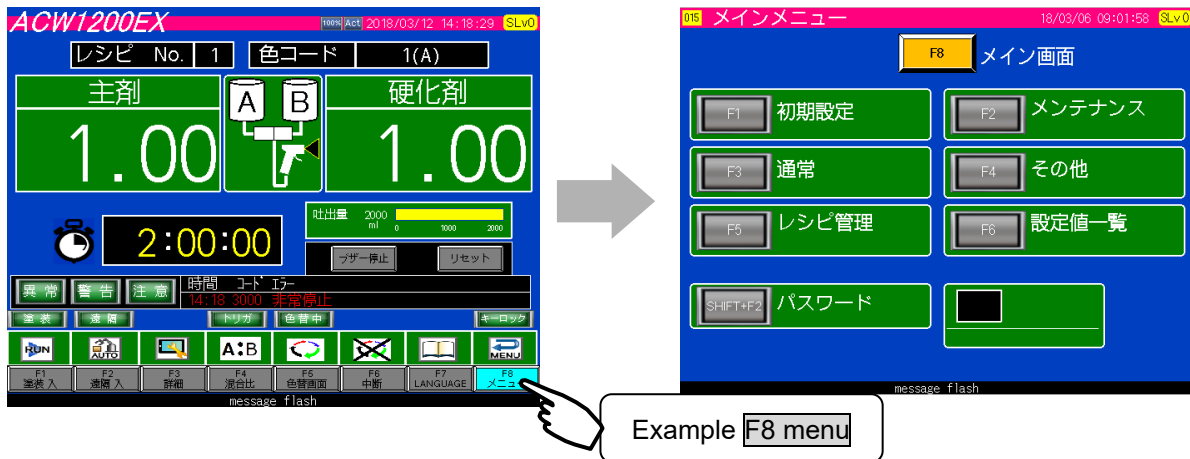 ACW1200EX 100% Act 2018/03/12 14:18:29 SLv0
レシピ No. 1 色コード 1(A)
主剤 A B 硬化剤
1.00 1.00
2:00:00
吐出量 2000
ml 0 1000 2000
ブザー停止 リセット
異常 警告 注意 時間 コード エラー
14:18 3000 非常停止
塗装 遠隔 トリガ 色替中 キーロック
RUN AUTO A:B MENU
F1 F2 F3 F4 F5 F6 F7 F8
塗装入 遠隔入 詳細 混合比 色替画面 中断 LANGUAGE メニュー
message flash
015 メインメニュー 18/03/06 09:01:58 SLv0
F8 メイン画面
F1 初期設定 F2 メンテナンス
F3 通常 F4 その他
F5 レシピ管理 F6 設定値一覧
SHIFT+F2 パスワード
message flash
Example F8 menu